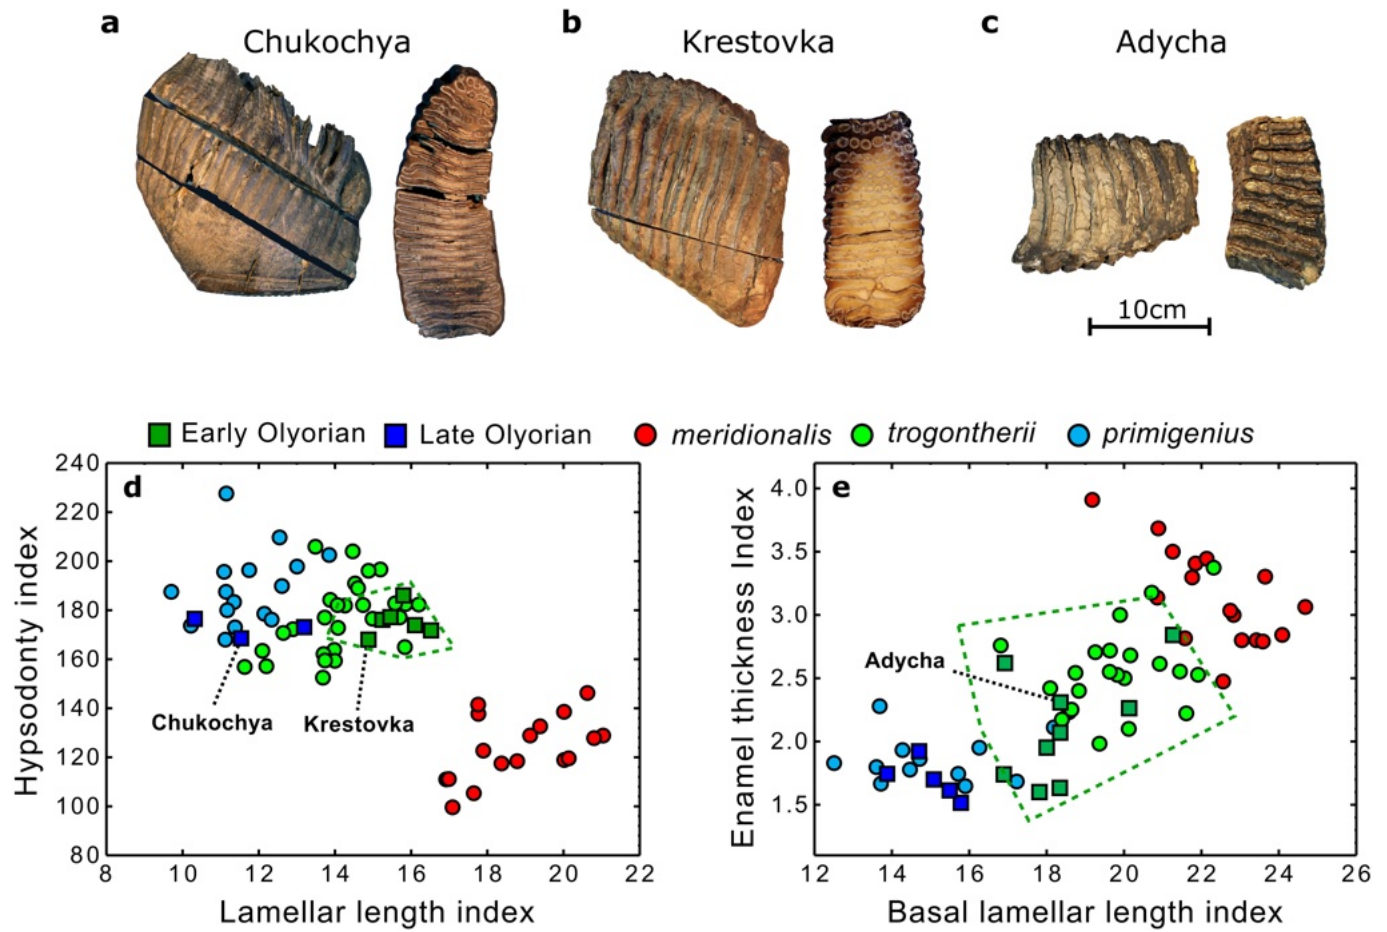 a Chukochya b Krestovka c Adycha
10cm
Early Olyorian Late Olyorian meridionalis trogontherii primigenius
d
240
220
200
180
160
140
120
100
80
Hypsodonty index
Chukochya
Krestovka
8 10 12 14 16 18 20 22
Lamellar length index
e
4.0
3.5
3.0
2.5
2.0
1.5
Enamel thickness Index
Adycha
12 14 16 18 20 22 24 26
Basal lamellar length index